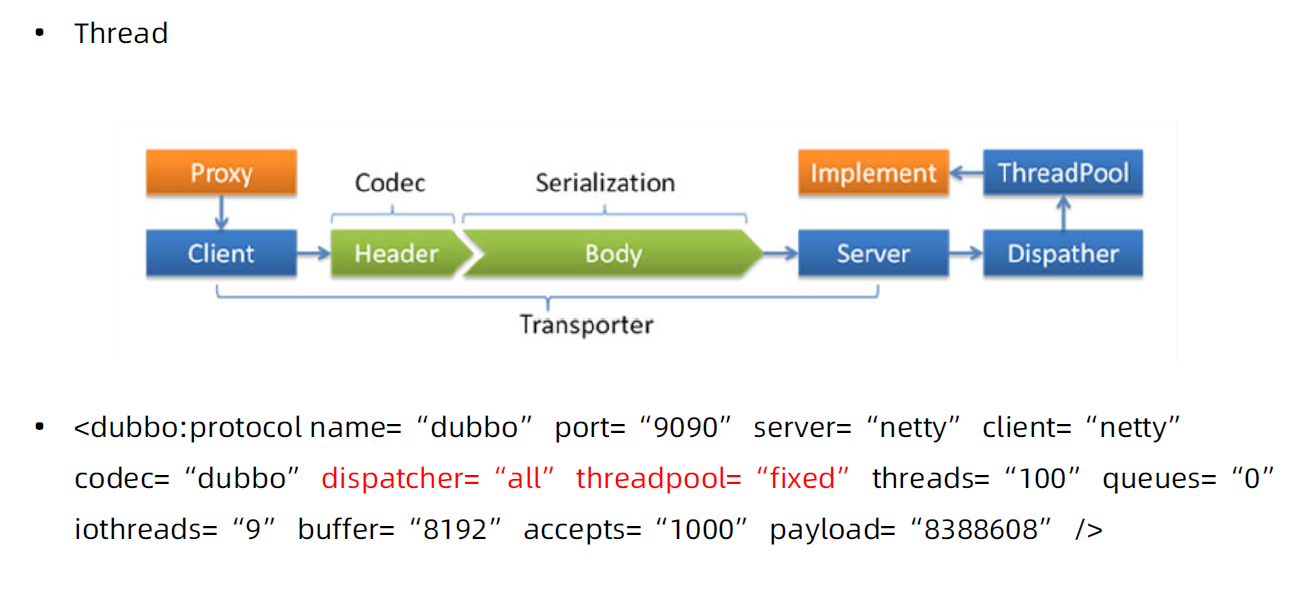 • Thread
Proxy
Codec
Serialization
Implement
ThreadPool
Client
Header
Body
Server
Dispather
Transporter
• <dubbo:protocol name= “dubbo” port= “9090” server= “netty” client= “netty”
codec= “dubbo” dispatcher= “all” threadpool= “fixed” threads= “100” queues= “0”
iothreads= “9” buffer= “8192” accepts= “1000” payload= “8388608” />